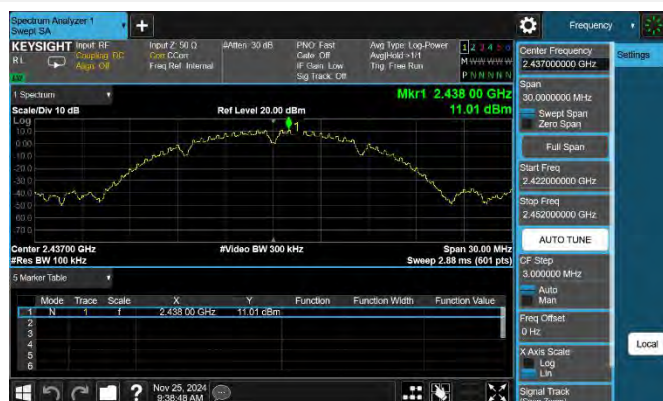 Spectrum Analyzer 1
Swept SA
+
Frequency
KEYSIGHT
Input: RF
Coupling: DC
Align: Off
Input Z: 50 Ω
Corr CCorr
Freq Ref: Internal
#Atten: 30 dB
PNO: Fast
Gate: Off
IF Gain: Low
Sig Track: Off
Avg Type: Log-Power
Avg|Hold:>1/1
Trig: Free Run
1 2 3 4 5 6
M W W W W W
P N N N N N
R L
1 Spectrum
Scale/Div 10 dB
Ref Level 20.00 dBm
Mkr1 2.438 00 GHz
11.01 dBm
Log
10.0
0.00
-10.0
-20.0
-30.0
-40.0
-50.0
-60.0
-70.0
1
Center 2.43700 GHz
#Res BW 100 kHz
#Video BW 300 kHz
Span 30.00 MHz
Sweep 2.88 ms (601 pts)
5 Marker Table
Mode Trace Scale X Y Function Function Width Function Value
1 N 1 f 2.438 00 GHz 11.01 dBm
2
3
4
5
6
Nov 25, 2024
9:38:48 AM
Center Frequency
2.437000000 GHz
Settings
Span
30.0000000 MHz
Swept Span
Zero Span
Full Span
Start Freq
2.422000000 GHz
Stop Freq
2.452000000 GHz
AUTO TUNE
CF Step
3.000000 MHz
Auto
Man
Freq Offset
0 Hz
X Axis Scale
Log
Lin
Local
Signal Track
(Span Zoom)